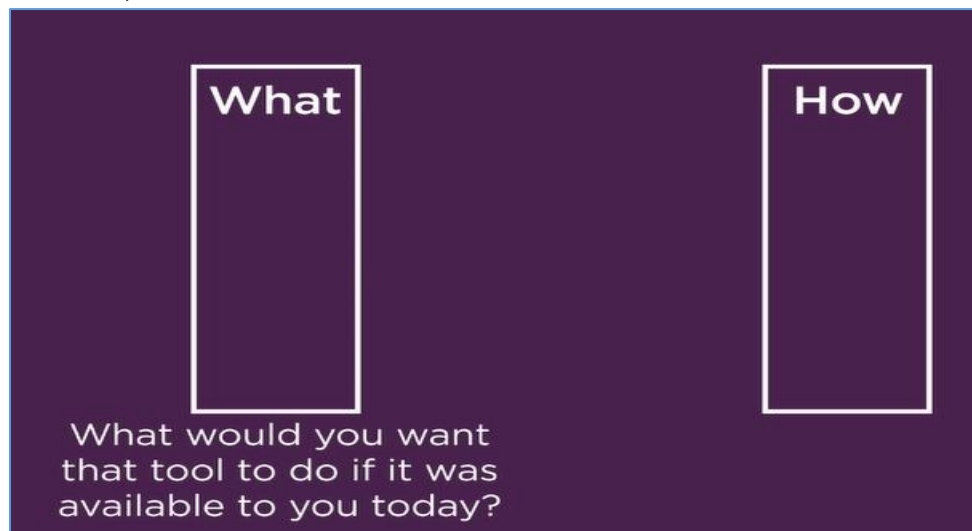 What
How
What would you want
that tool to do if it was
available to you today?